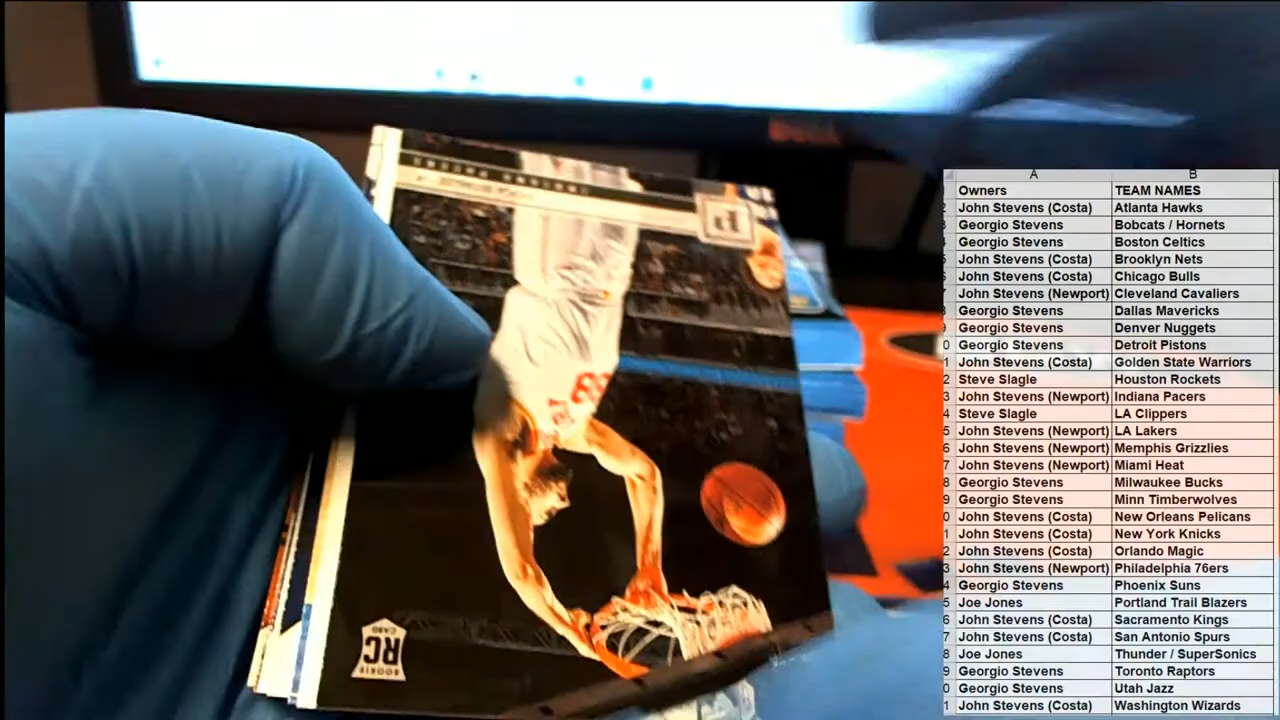 A B
Owners TEAM NAMES
John Stevens (Costa) Atlanta Hawks
Georgio Stevens Bobcats / Hornets
Georgio Stevens Boston Celtics
John Stevens (Costa) Brooklyn Nets
John Stevens (Costa) Chicago Bulls
John Stevens (Newport) Cleveland Cavaliers
Georgio Stevens Dallas Mavericks
Georgio Stevens Denver Nuggets
Georgio Stevens Detroit Pistons
John Stevens (Costa) Golden State Warriors
Steve Slagle Houston Rockets
John Stevens (Newport) Indiana Pacers
Steve Slagle LA Clippers
John Stevens (Newport) LA Lakers
John Stevens (Newport) Memphis Grizzlies
John Stevens (Newport) Miami Heat
Georgio Stevens Milwaukee Bucks
Georgio Stevens Minn Timberwolves
John Stevens (Costa) New Orleans Pelicans
John Stevens (Costa) New York Knicks
John Stevens (Costa) Orlando Magic
John Stevens (Newport) Philadelphia 76ers
Georgio Stevens Phoenix Suns
Joe Jones Portland Trail Blazers
John Stevens (Costa) Sacramento Kings
John Stevens (Costa) San Antonio Spurs
Joe Jones Thunder / SuperSonics
Georgio Stevens Toronto Raptors
Georgio Stevens Utah Jazz
John Stevens (Costa) Washington Wizards
ROOKIE
RC
CARD